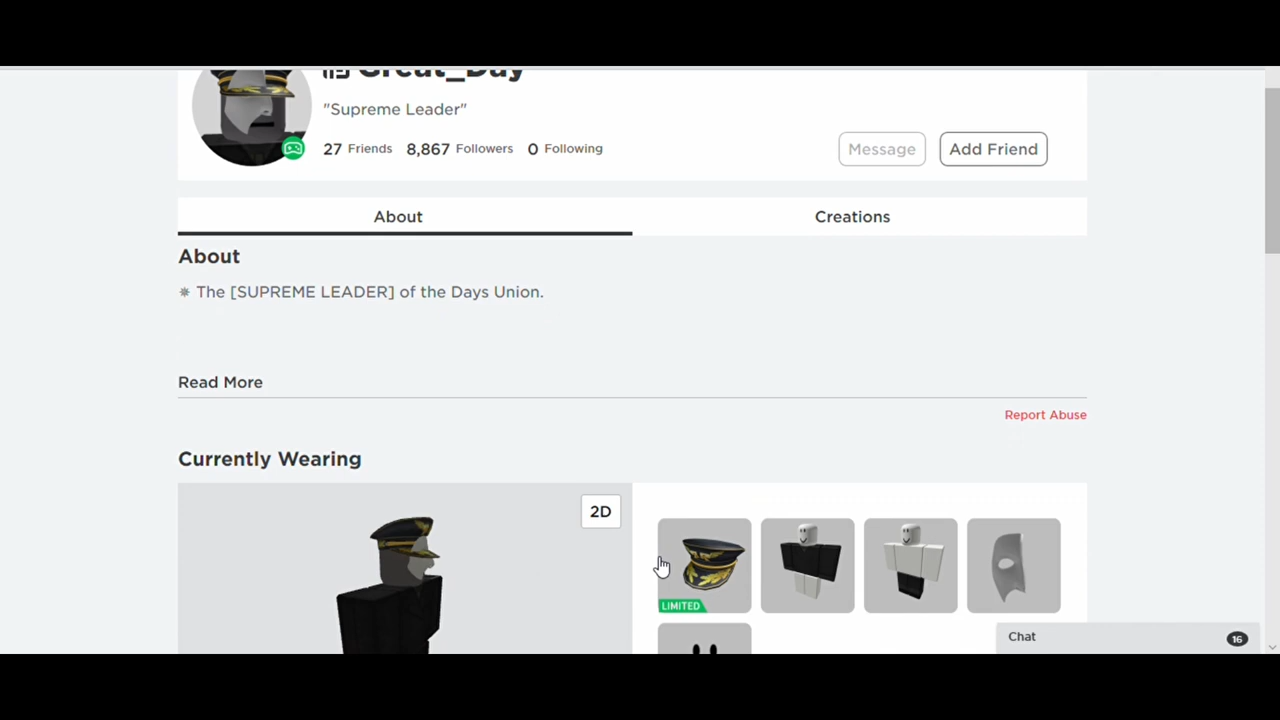 Great_Day
"Supreme Leader"
27 Friends 8,867 Followers 0 Following
Message
Add Friend
About
Creations
About
✵ The [SUPREME LEADER] of the Days Union.
Read More
Report Abuse
Currently Wearing
2D
LIMITED
Chat
16